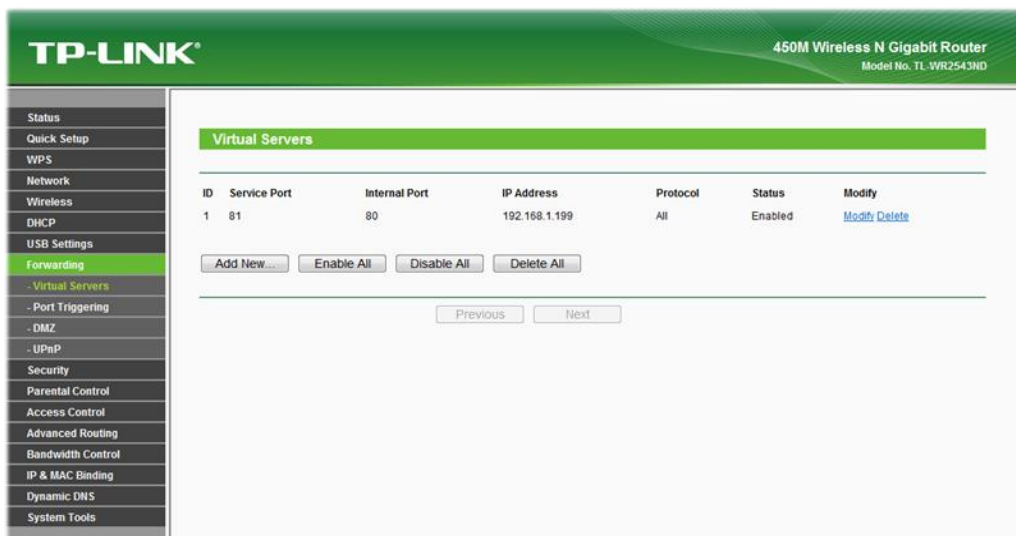 TP-LINK®
450M Wireless N Gigabit Router
Model No. TL-WR2543ND
Status
Quick Setup
WPS
Network
Wireless
DHCP
USB Settings
Forwarding
- Virtual Servers
- Port Triggering
- DMZ
- UPnP
Security
Parental Control
Access Control
Advanced Routing
Bandwidth Control
IP & MAC Binding
Dynamic DNS
System Tools
Virtual Servers
ID Service Port Internal Port IP Address Protocol Status Modify
1 81 80 192.168.1.199 All Enabled Modify Delete
Add New... Enable All Disable All Delete All
Previous Next